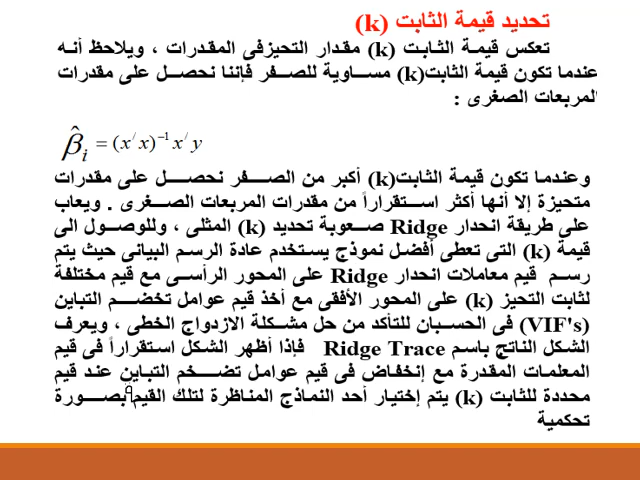 تحديد قيمة الثابت (k)
تعكس قيمة الثابت (k) مقدار التحيزفى المقدرات ، ويلاحظ أنه
عندما تكون قيمة الثابت(k) مساوية للصفر فإننا نحصل على مقدرات
المربعات الصغرى :
β̂i = (x′x)⁻¹ x′y
وعندما تكون قيمة الثابت(k) أكبر من الصفر نحصل على مقدرات
متحيزة إلا أنها أكثر استقراراً من مقدرات المربعات الصغرى . ويعاب
على طريقة انحدار Ridge صعوبة تحديد (k) المثلى ، وللوصول الى
قيمة (k) التى تعطى أفضل نموذج يستخدم عادة الرسم البيانى حيث يتم
رسم قيم معاملات انحدار Ridge على المحور الرأسى مع قيم مختلفة
لثابت التحيز (k) على المحور الأفقى مع أخذ قيم عوامل تضخم التباين
(VIF's) فى الحسبان للتأكد من حل مشكلة الازدواج الخطى ، ويعرف
الشكل الناتج باسم Ridge Trace فإذا أظهر الشكل استقراراً فى قيم
المعلمات المقدرة مع إنخفاض فى قيم عوامل تضخم التباين عند قيم
محددة للثابت (k) يتم إختيار أحد النماذج المناظرة لتلك القيم بصورة
تحكمية